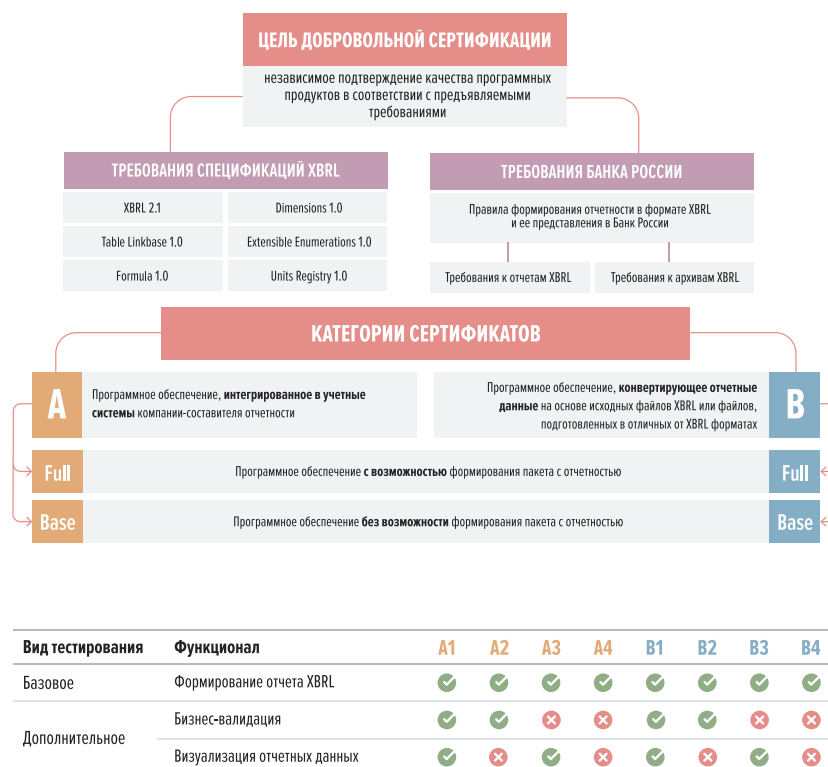 ЦЕЛЬ ДОБРОВОЛЬНОЙ СЕРТИФИКАЦИИ
независимое подтверждение качества программных
продуктов в соответствии с предъявляемыми
требованиями
ТРЕБОВАНИЯ СПЕЦИФИКАЦИЙ XBRL
XBRL 2.1
Dimensions 1.0
Table Linkbase 1.0
Extensible Enumerations 1.0
Formula 1.0
Units Registry 1.0
ТРЕБОВАНИЯ БАНКА РОССИИ
Правила формирования отчетности в формате XBRL
и ее представления в Банк России
Требования к отчетам XBRL
Требования к архивам XBRL
КАТЕГОРИИ СЕРТИФИКАТОВ
A
Программное обеспечение, интегрированное в учетные
системы компании-составителя отчетности
Программное обеспечение, конвертирующее отчетные
данные на основе исходных файлов XBRL или файлов,
подготовленных в отличных от XBRL форматах
B
Full
Программное обеспечение с возможностью формирования пакета с отчетностью
Full
Base
Программное обеспечение без возможности формирования пакета с отчетностью
Base
Вид тестирования Функционал A1 A2 A3 A4 B1 B2 B3 B4
Базовое Формирование отчета XBRL
Дополнительное
Бизнес-валидация
Визуализация отчетных данных